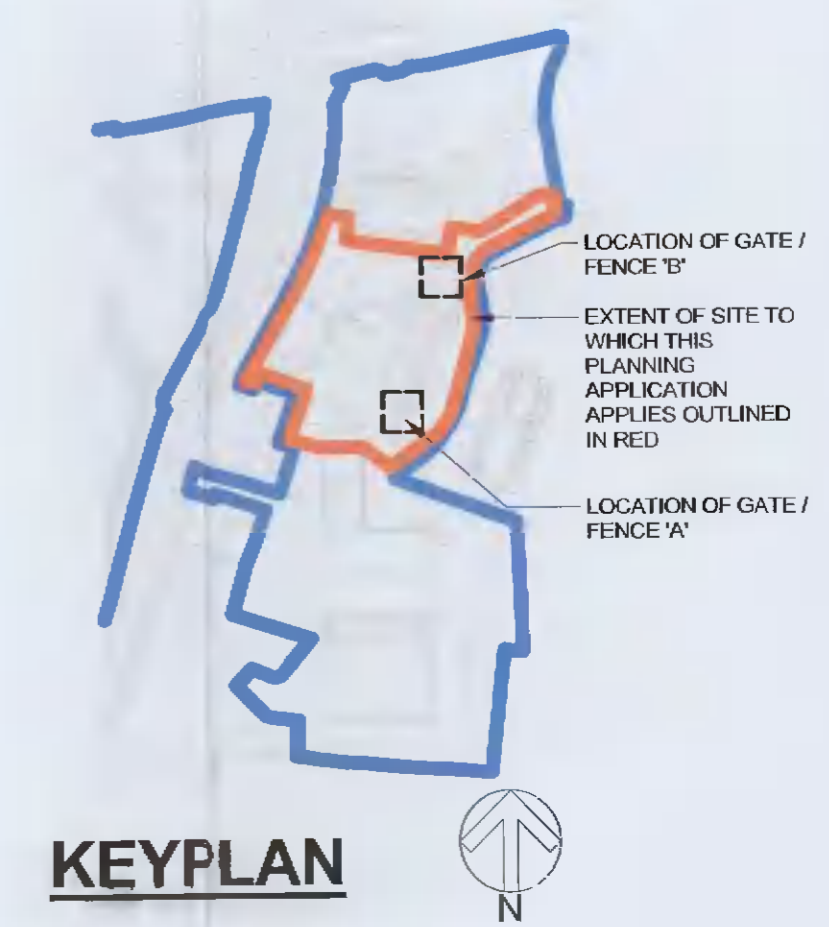 LOCATION OF GATE /
FENCE 'B'
EXTENT OF SITE TO
WHICH THIS
PLANNING
APPLICATION
APPLIES OUTLINED
IN RED
LOCATION OF GATE /
FENCE 'A'
KEYPLAN
N